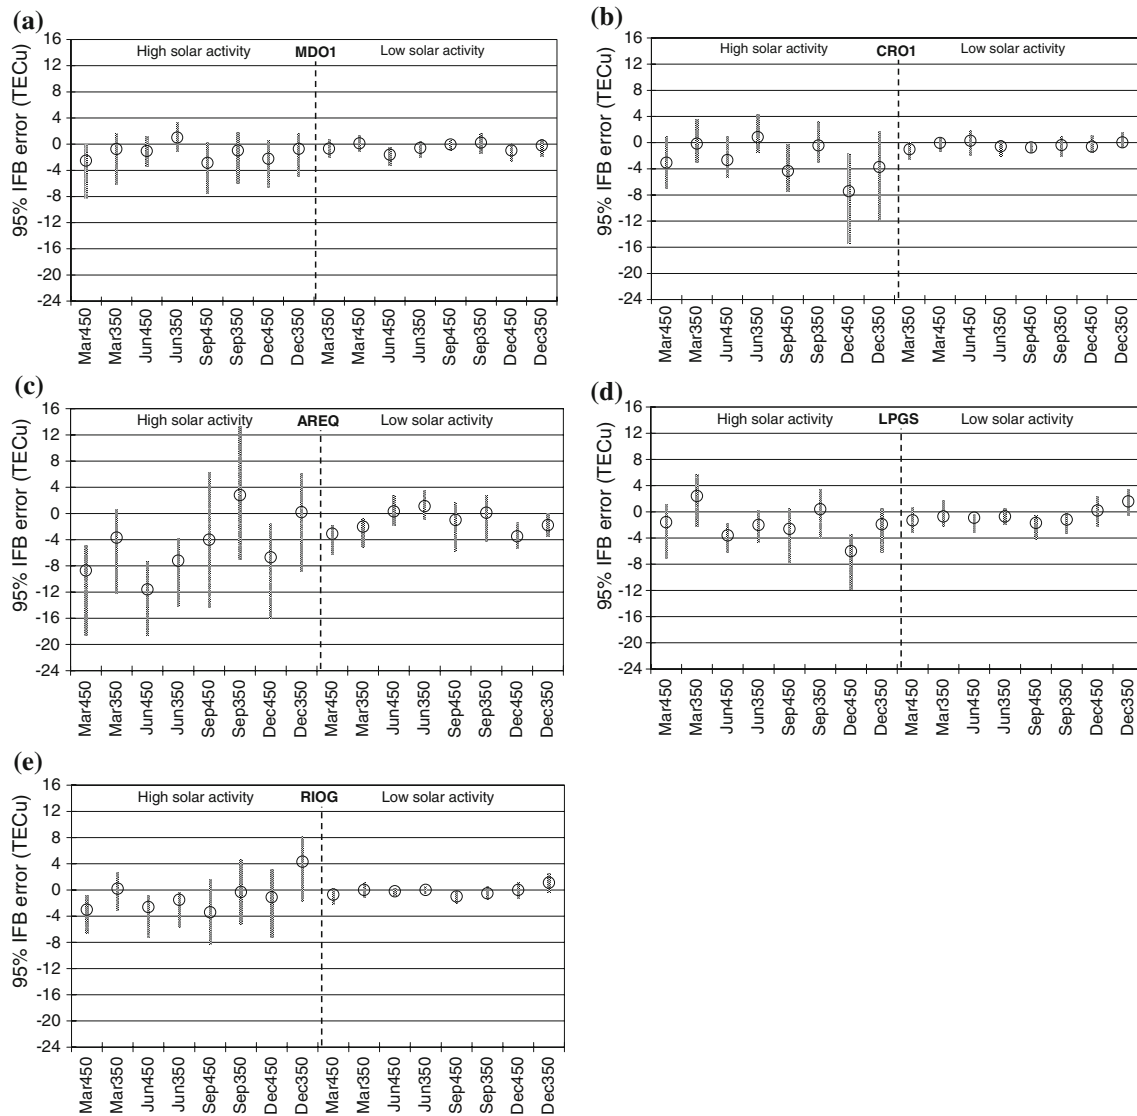 (a)
High solar activity MDO1 Low solar activity
95% IFB error (TECu)
16
12
8
4
0
-4
-8
-12
-16
-20
-24
Mar450
Mar350
Jun450
Jun350
Sep450
Sep350
Dec450
Dec350
Mar450
Mar350
Jun450
Jun350
Sep450
Sep350
Dec450
Dec350
(b)
High solar activity CRO1 Low solar activity
95% IFB error (TECu)
16
12
8
4
0
-4
-8
-12
-16
-20
-24
Mar450
Mar350
Jun450
Jun350
Sep450
Sep350
Dec450
Dec350
Mar450
Mar350
Jun450
Jun350
Sep450
Sep350
Dec450
Dec350
(c)
High solar activity AREQ Low solar activity
95% IFB error (TECu)
16
12
8
4
0
-4
-8
-12
-16
-20
-24
Mar450
Mar350
Jun450
Jun350
Sep450
Sep350
Dec450
Dec350
Mar450
Mar350
Jun450
Jun350
Sep450
Sep350
Dec450
Dec350
(d)
High solar activity LPGS Low solar activity
95% IFB error (TECu)
16
12
8
4
0
-4
-8
-12
-16
-20
-24
Mar450
Mar350
Jun450
Jun350
Sep450
Sep350
Dec450
Dec350
Mar450
Mar350
Jun450
Jun350
Sep450
Sep350
Dec450
Dec350
(e)
High solar activity RIOG Low solar activity
95% IFB error (TECu)
16
12
8
4
0
-4
-8
-12
-16
-20
-24
Mar450
Mar350
Jun450
Jun350
Sep450
Sep350
Dec450
Dec350
Mar450
Mar350
Jun450
Jun350
Sep450
Sep350
Dec450
Dec350